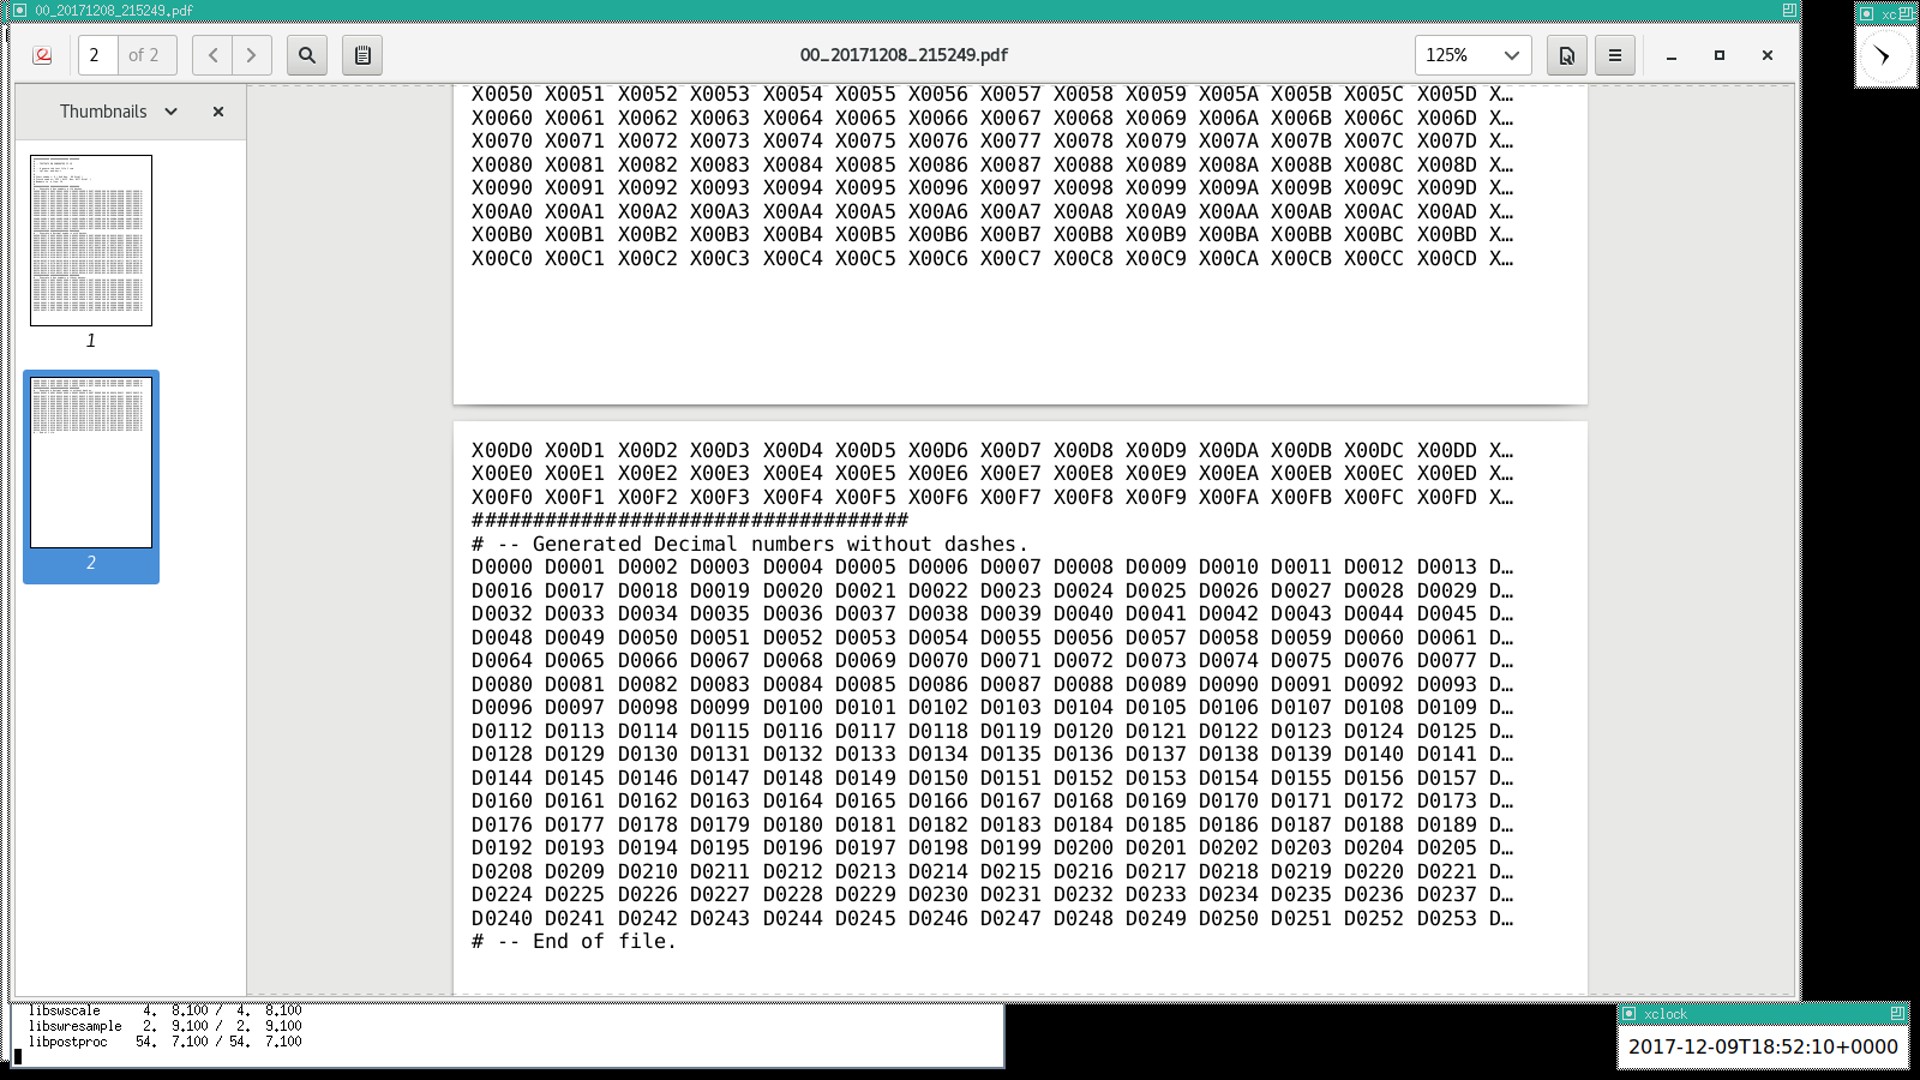 00_20171208_215249.pdf
xc
2 of 2
00_20171208_215249.pdf
125%
Thumbnails
1
2
X0050 X0051 X0052 X0053 X0054 X0055 X0056 X0057 X0058 X0059 X005A X005B X005C X005D X…
X0060 X0061 X0062 X0063 X0064 X0065 X0066 X0067 X0068 X0069 X006A X006B X006C X006D X…
X0070 X0071 X0072 X0073 X0074 X0075 X0076 X0077 X0078 X0079 X007A X007B X007C X007D X…
X0080 X0081 X0082 X0083 X0084 X0085 X0086 X0087 X0088 X0089 X008A X008B X008C X008D X…
X0090 X0091 X0092 X0093 X0094 X0095 X0096 X0097 X0098 X0099 X009A X009B X009C X009D X…
X00A0 X00A1 X00A2 X00A3 X00A4 X00A5 X00A6 X00A7 X00A8 X00A9 X00AA X00AB X00AC X00AD X…
X00B0 X00B1 X00B2 X00B3 X00B4 X00B5 X00B6 X00B7 X00B8 X00B9 X00BA X00BB X00BC X00BD X…
X00C0 X00C1 X00C2 X00C3 X00C4 X00C5 X00C6 X00C7 X00C8 X00C9 X00CA X00CB X00CC X00CD X…
X00D0 X00D1 X00D2 X00D3 X00D4 X00D5 X00D6 X00D7 X00D8 X00D9 X00DA X00DB X00DC X00DD X…
X00E0 X00E1 X00E2 X00E3 X00E4 X00E5 X00E6 X00E7 X00E8 X00E9 X00EA X00EB X00EC X00ED X…
X00F0 X00F1 X00F2 X00F3 X00F4 X00F5 X00F6 X00F7 X00F8 X00F9 X00FA X00FB X00FC X00FD X…
####################################
# -- Generated Decimal numbers without dashes.
D0000 D0001 D0002 D0003 D0004 D0005 D0006 D0007 D0008 D0009 D0010 D0011 D0012 D0013 D…
D0016 D0017 D0018 D0019 D0020 D0021 D0022 D0023 D0024 D0025 D0026 D0027 D0028 D0029 D…
D0032 D0033 D0034 D0035 D0036 D0037 D0038 D0039 D0040 D0041 D0042 D0043 D0044 D0045 D…
D0048 D0049 D0050 D0051 D0052 D0053 D0054 D0055 D0056 D0057 D0058 D0059 D0060 D0061 D…
D0064 D0065 D0066 D0067 D0068 D0069 D0070 D0071 D0072 D0073 D0074 D0075 D0076 D0077 D…
D0080 D0081 D0082 D0083 D0084 D0085 D0086 D0087 D0088 D0089 D0090 D0091 D0092 D0093 D…
D0096 D0097 D0098 D0099 D0100 D0101 D0102 D0103 D0104 D0105 D0106 D0107 D0108 D0109 D…
D0112 D0113 D0114 D0115 D0116 D0117 D0118 D0119 D0120 D0121 D0122 D0123 D0124 D0125 D…
D0128 D0129 D0130 D0131 D0132 D0133 D0134 D0135 D0136 D0137 D0138 D0139 D0140 D0141 D…
D0144 D0145 D0146 D0147 D0148 D0149 D0150 D0151 D0152 D0153 D0154 D0155 D0156 D0157 D…
D0160 D0161 D0162 D0163 D0164 D0165 D0166 D0167 D0168 D0169 D0170 D0171 D0172 D0173 D…
D0176 D0177 D0178 D0179 D0180 D0181 D0182 D0183 D0184 D0185 D0186 D0187 D0188 D0189 D…
D0192 D0193 D0194 D0195 D0196 D0197 D0198 D0199 D0200 D0201 D0202 D0203 D0204 D0205 D…
D0208 D0209 D0210 D0211 D0212 D0213 D0214 D0215 D0216 D0217 D0218 D0219 D0220 D0221 D…
D0224 D0225 D0226 D0227 D0228 D0229 D0230 D0231 D0232 D0233 D0234 D0235 D0236 D0237 D…
D0240 D0241 D0242 D0243 D0244 D0245 D0246 D0247 D0248 D0249 D0250 D0251 D0252 D0253 D…
# -- End of file.
libswscale 4. 8.100 / 4. 8.100
libswresample 2. 9.100 / 2. 9.100
libpostproc 54. 7.100 / 54. 7.100
xclock
2017-12-09T18:52:10+0000